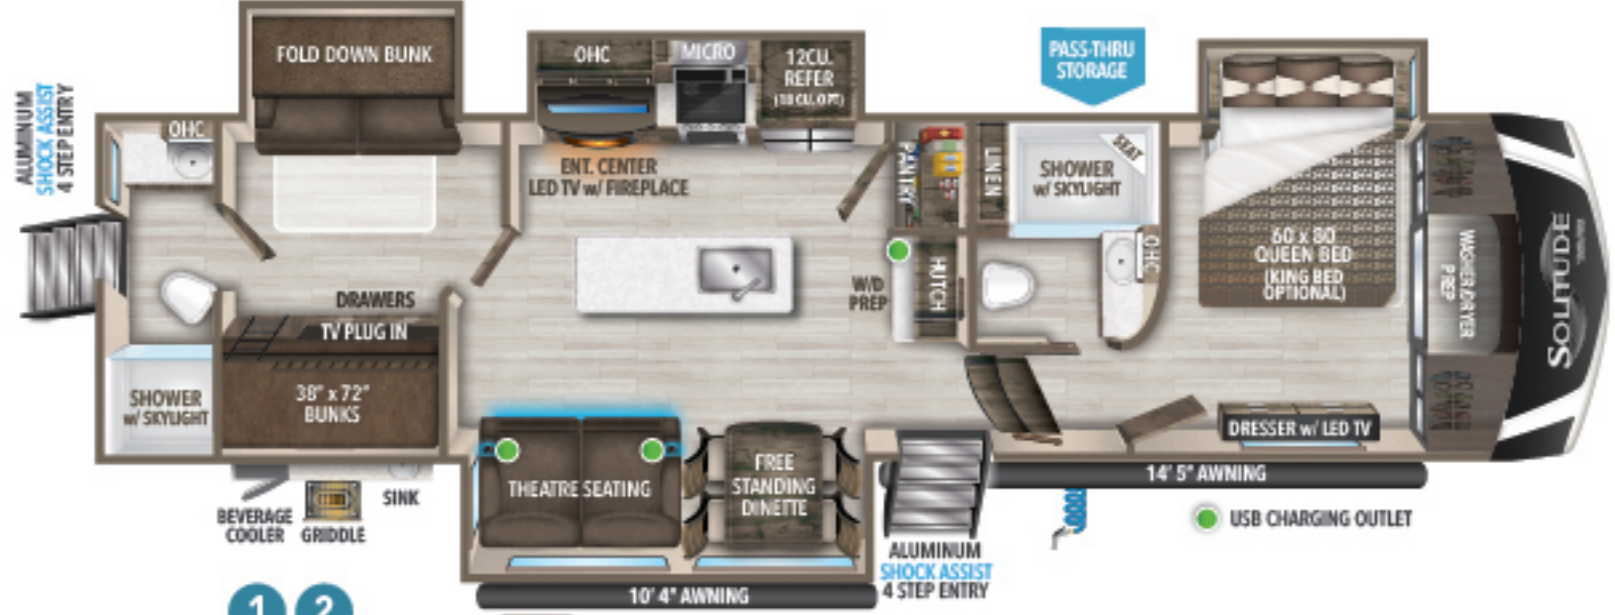 FOLD DOWN BUNK
ALUMINUM
SHOCK ASSIST
4 STEP ENTRY
OHC
OHC
MICRO
12CU.
REFER
(18 CU. OPT)
ENT. CENTER
LED TV w/ FIREPLACE
PANTRY
LINEN
SHOWER
w/ SKYLIGHT
SEAT
PASS-THRU
STORAGE
60 x 80
QUEEN BED
(KING BED
OPTIONAL)
OHC
WASHER/DRYER
PREP
SOLITUDE
W/D
PREP
HUTCH
DRAWERS
TV PLUG IN
38" x 72"
BUNKS
SHOWER
w/ SKYLIGHT
BEVERAGE
COOLER
GRIDDLE
SINK
THEATRE SEATING
FREE
STANDING
DINETTE
DRESSER w/ LED TV
14' 5" AWNING
USB CHARGING OUTLET
ALUMINUM
SHOCK ASSIST
4 STEP ENTRY
10' 4" AWNING
1 2